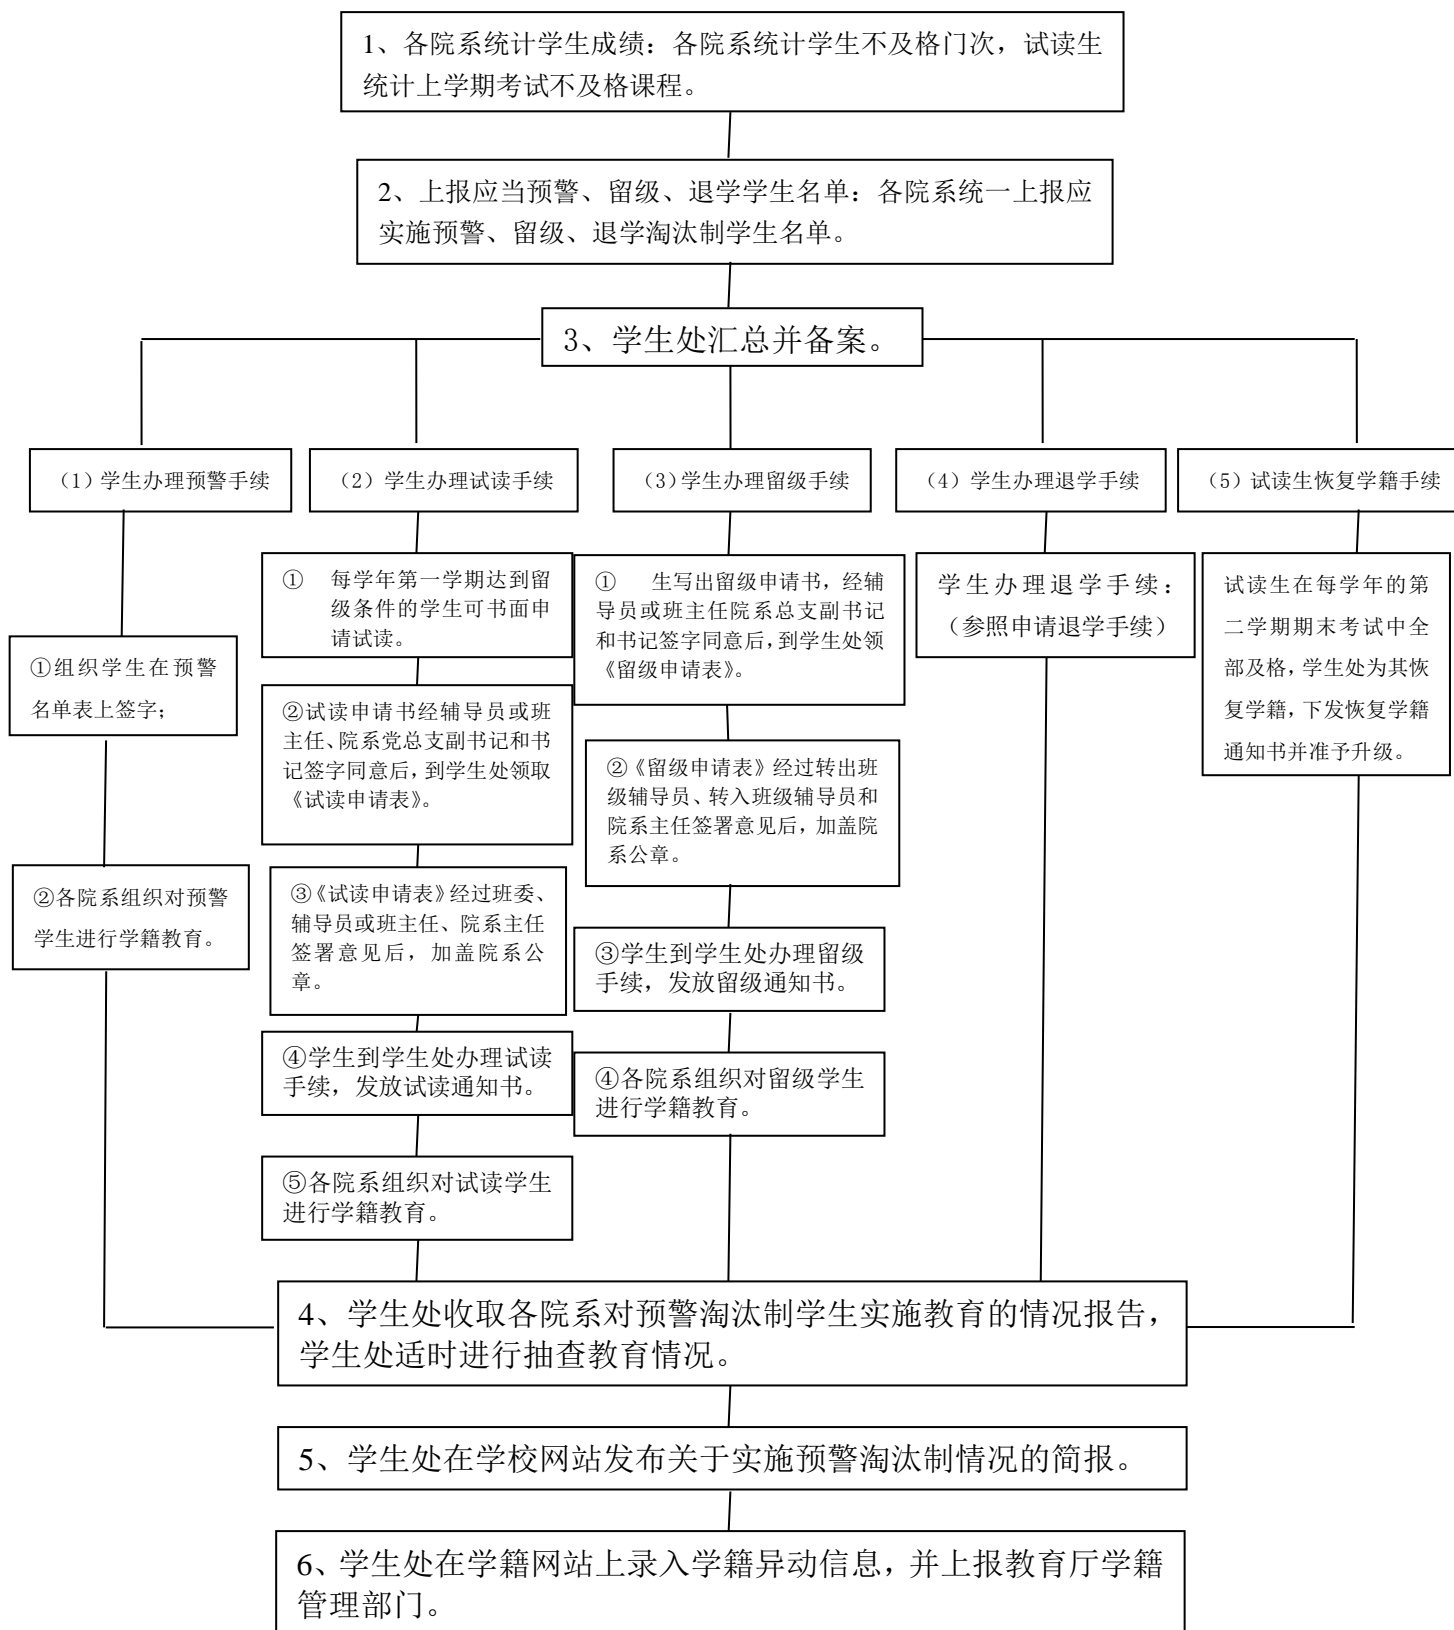 1、各院系统计学生成绩：各院系统计学生不及格门次，试读生
统计上学期考试不及格课程。
2、上报应当预警、留级、退学学生名单：各院系统一上报应
实施预警、留级、退学淘汰制学生名单。
3、学生处汇总并备案。
（1）学生办理预警手续
（2）学生办理试读手续
（3）学生办理留级手续
（4）学生办理退学手续
（5）试读生恢复学籍手续
①组织学生在预警
名单表上签字；
②各院系组织对预警
学生进行学籍教育。
① 每学年第一学期达到留
级条件的学生可书面申
请试读。
②试读申请书经辅导员或班
主任、院系党总支副书记和书
记签字同意后，到学生处领取
《试读申请表》。
③《试读申请表》经过班委、
辅导员或班主任、院系主任
签署意见后，加盖院系公
章。
④学生到学生处办理试读
手续，发放试读通知书。
⑤各院系组织对试读学生
进行学籍教育。
① 生写出留级申请书，经辅
导员或班主任院系总支副书记
和书记签字同意后，到学生处领
《留级申请表》。
②《留级申请表》经过转出班
级辅导员、转入班级辅导员和
院系主任签署意见后，加盖院
系公章。
③学生到学生处办理留级
手续，发放留级通知书。
④各院系组织对留级学生
进行学籍教育。
学生办理退学手续：
（参照申请退学手续）
试读生在每学年的第
二学期期末考试中全
部及格，学生处为其恢
复学籍，下发恢复学籍
通知书并准予升级。
4、学生处收取各院系对预警淘汰制学生实施教育的情况报告，
学生处适时进行抽查教育情况。
5、学生处在学校网站发布关于实施预警淘汰制情况的简报。
6、学生处在学籍网站上录入学籍异动信息，并上报教育厅学籍
管理部门。